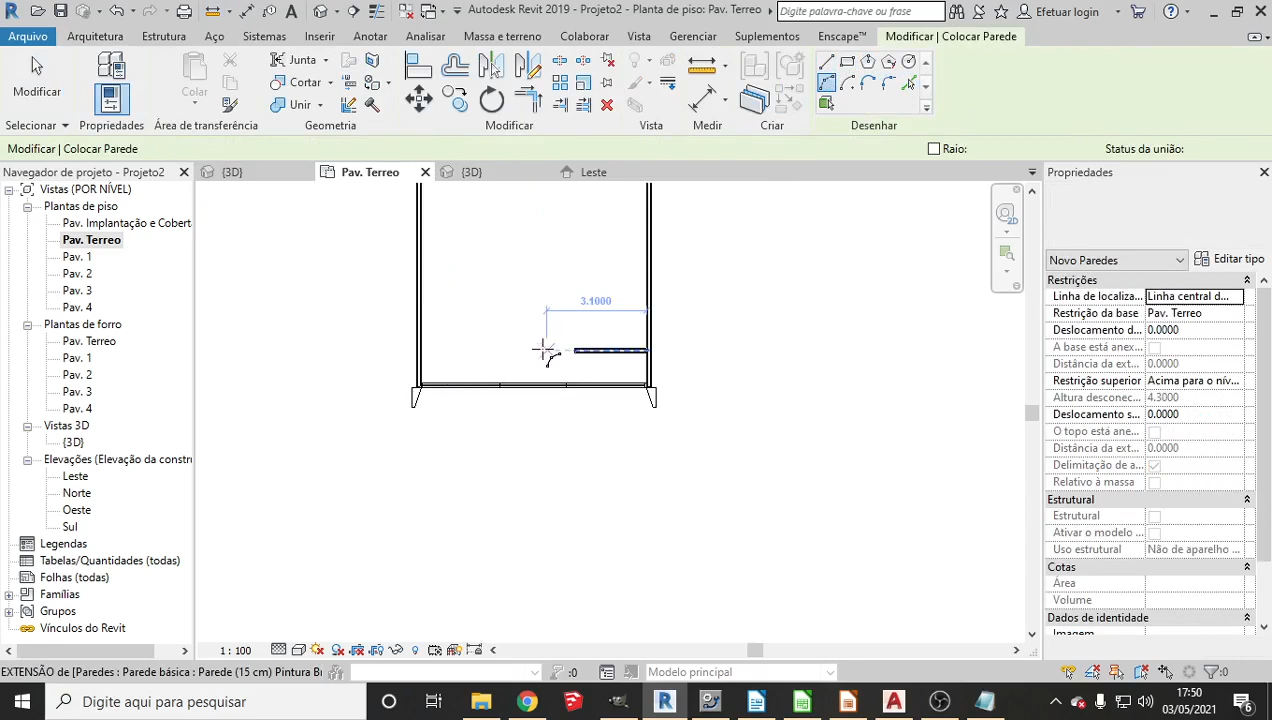 Autodesk Revit 2019 - Projeto2 - Planta de piso: Pav. Terreo
Digite palavra-chave ou frase
Efetuar login
Arquivo Arquitetura Estrutura Aço Sistemas Inserir Anotar Analisar Massa e terreno Colaborar Vista Gerenciar Suplementos Enscape™ Modificar | Colocar Parede
Modificar
Colar
Junta
Cortar
Unir
Selecionar Propriedades Área de transferência Geometria Modificar Vista Medir Criar Desenhar
Modificar | Colocar Parede
Raio:
Status da união:
Navegador de projeto - Projeto2
{3D}
Pav. Terreo
{3D}
Leste
Propriedades
Vistas (POR NÍVEL)
Plantas de piso
Pav. Implantação e Cobert
Pav. Terreo
Pav. 1
Pav. 2
Pav. 3
Pav. 4
Plantas de forro
Pav. Terreo
Pav. 1
Pav. 2
Pav. 3
Pav. 4
Vistas 3D
{3D}
Elevações (Elevação da constr
Leste
Norte
Oeste
Sul
Legendas
Tabelas/Quantidades (todas)
Folhas (todas)
Famílias
Grupos
Vínculos do Revit
2D
3.1000
Novo Paredes
Editar tipo
Restrições
Linha de localiza... Linha central d...
Restrição da base Pav. Terreo
Deslocamento d... 0.0000
A base está anex...
Distância da ext... 0.0000
Restrição superior Acima para o nív...
Altura desconec... 4.3000
Deslocamento s... 0.0000
O topo está ane...
Distância da ext... 0.0000
Delimitação de a...
Relativo à massa
Estrutural
Estrutural
Ativar o modelo ...
Uso estrutural Não de aparelho ...
Cotas
Área
Volume
Dados de identidade
Imagem
1 : 100
EXTENSÃO de [Paredes : Parede básica : Parede (15 cm) Pintura Br
:0
Modelo principal
:0
Digite aqui para pesquisar
17:50
03/05/2021
6